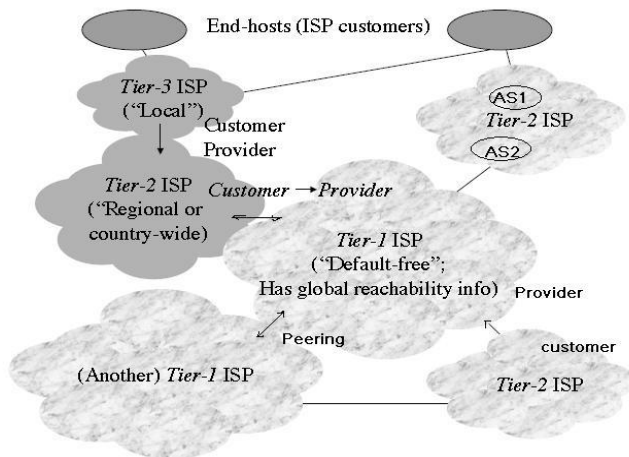 End-hosts (ISP customers)
Tier-3 ISP
(“Local”)
AS1
Tier-2 ISP
AS2
Customer
Provider
Tier-2 ISP
(“Regional or
country-wide)
Customer Provider
Tier-1 ISP
(“Default-free”;
Has global reachability info)
Provider
Peering
customer
(Another) Tier-1 ISP
Tier-2 ISP